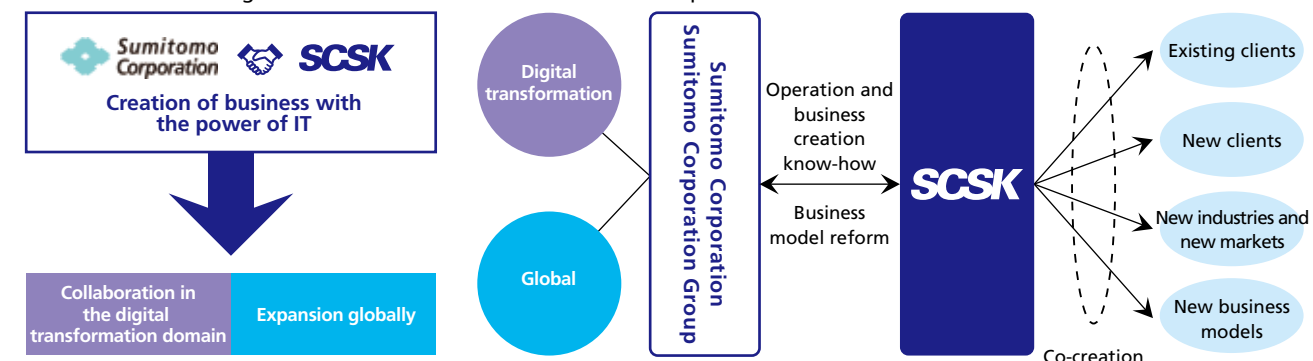 Sumitomo
Corporation
SCSK
Creation of business with
the power of IT
Collaboration in
the digital
transformation domain
Expansion globally
Digital
transformation
Global
Sumitomo Corporation
Sumitomo Corporation Group
Operation and
business
creation
know-how
Business
model reform
SCSK
Existing clients
New clients
New industries and
new markets
New business
models
Co-creation